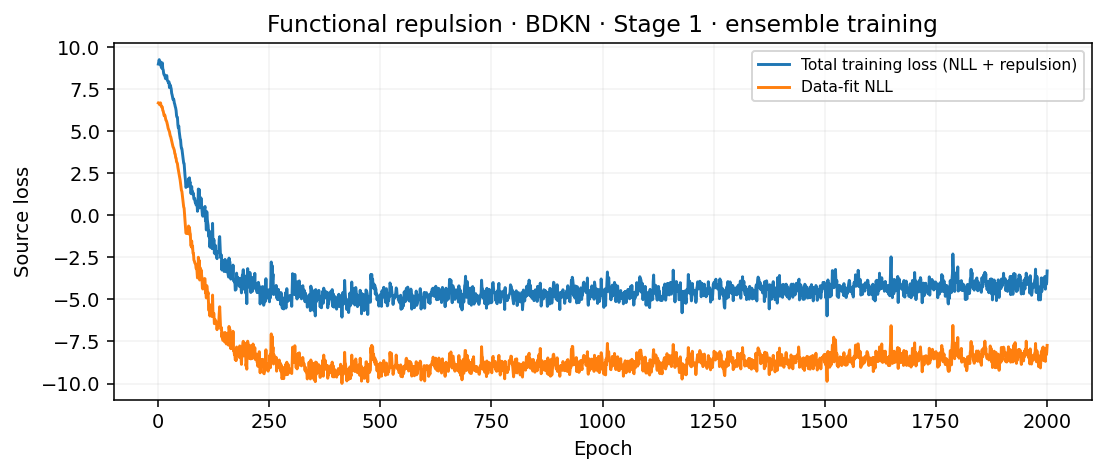 Functional repulsion · BDKN · Stage 1 · ensemble training
Total training loss (NLL + repulsion)
Data-fit NLL
Source loss
10.0
7.5
5.0
2.5
0.0
−2.5
−5.0
−7.5
−10.0
0 250 500 750 1000 1250 1500 1750 2000
Epoch